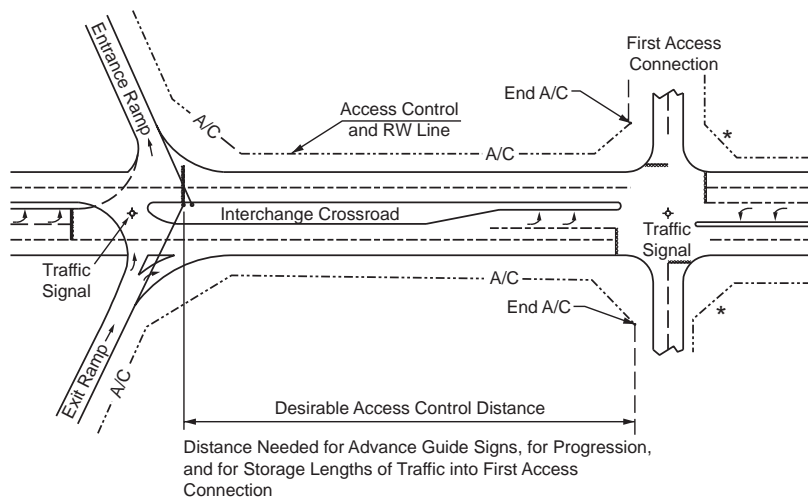 First Access
Connection
Entrance Ramp
A/C
Access Control
and RW Line
End A/C
A/C
*
Interchange Crossroad
Traffic
Signal
Traffic
Signal
A/C
End A/C
*
Exit Ramp
A/C
Desirable Access Control Distance
Distance Needed for Advance Guide Signs, for Progression,
and for Storage Lengths of Traffic into First Access
Connection